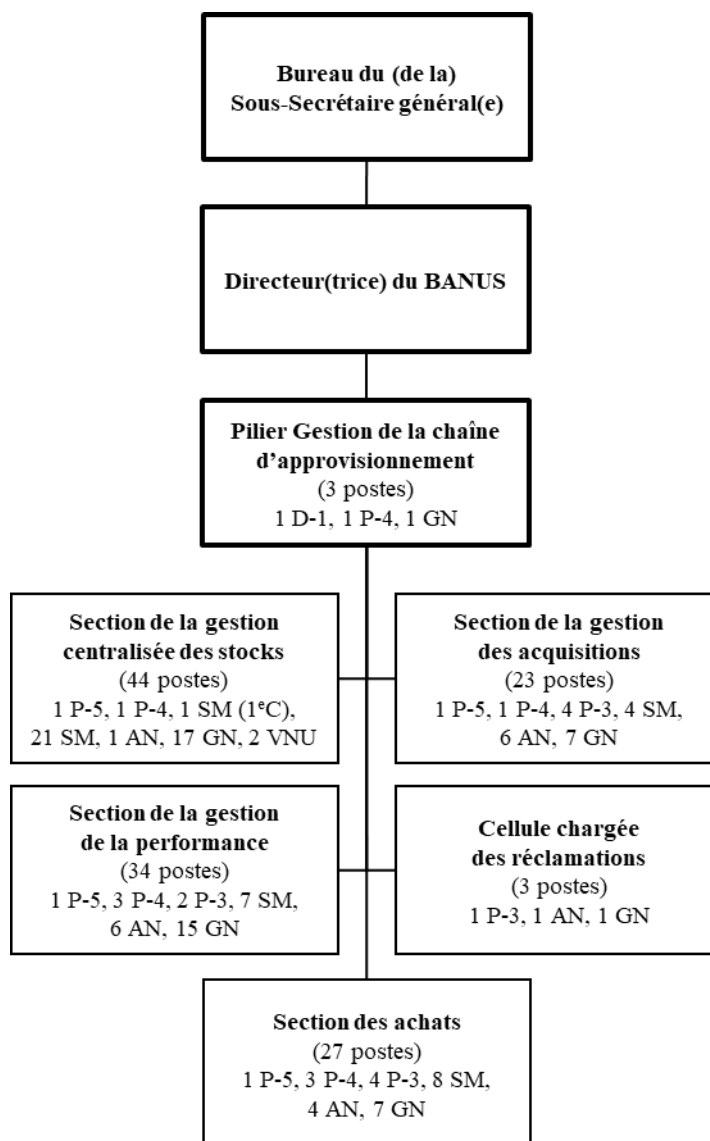 Bureau du (de la)
Sous-Secrétaire général(e)
Directeur(trice) du BANUS
Pilier Gestion de la chaîne
d’approvisionnement
(3 postes)
1 D-1, 1 P-4, 1 GN
Section de la gestion
centralisée des stocks
(44 postes)
1 P-5, 1 P-4, 1 SM (1ᵉC),
21 SM, 1 AN, 17 GN, 2 VNU
Section de la gestion
des acquisitions
(23 postes)
1 P-5, 1 P-4, 4 P-3, 4 SM,
6 AN, 7 GN
Section de la gestion
de la performance
(34 postes)
1 P-5, 3 P-4, 2 P-3, 7 SM,
6 AN, 15 GN
Cellule chargée
des réclamations
(3 postes)
1 P-3, 1 AN, 1 GN
Section des achats
(27 postes)
1 P-5, 3 P-4, 4 P-3, 8 SM,
4 AN, 7 GN